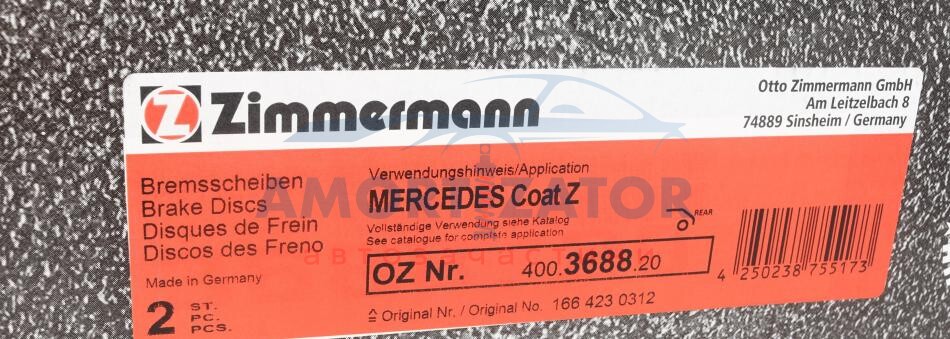 Zimmermann
Otto Zimmermann GmbH
Am Leitzelbach 8
74889 Sinsheim / Germany
Bremsscheiben
Brake Discs
Disques de Frein
Discos des Freno
Made in Germany
2 ST.
PC.
PCS.
Verwendungshinweis/Application
MERCEDES Coat Z
Vollständige Verwendung siehe Katalog
See catalogue for complete application
REAR
OZ Nr. 400.3688.20
≙ Original Nr. / Original No. 166 423 0312
4 250238 755173
AMORTIZATOR
автозапчастини